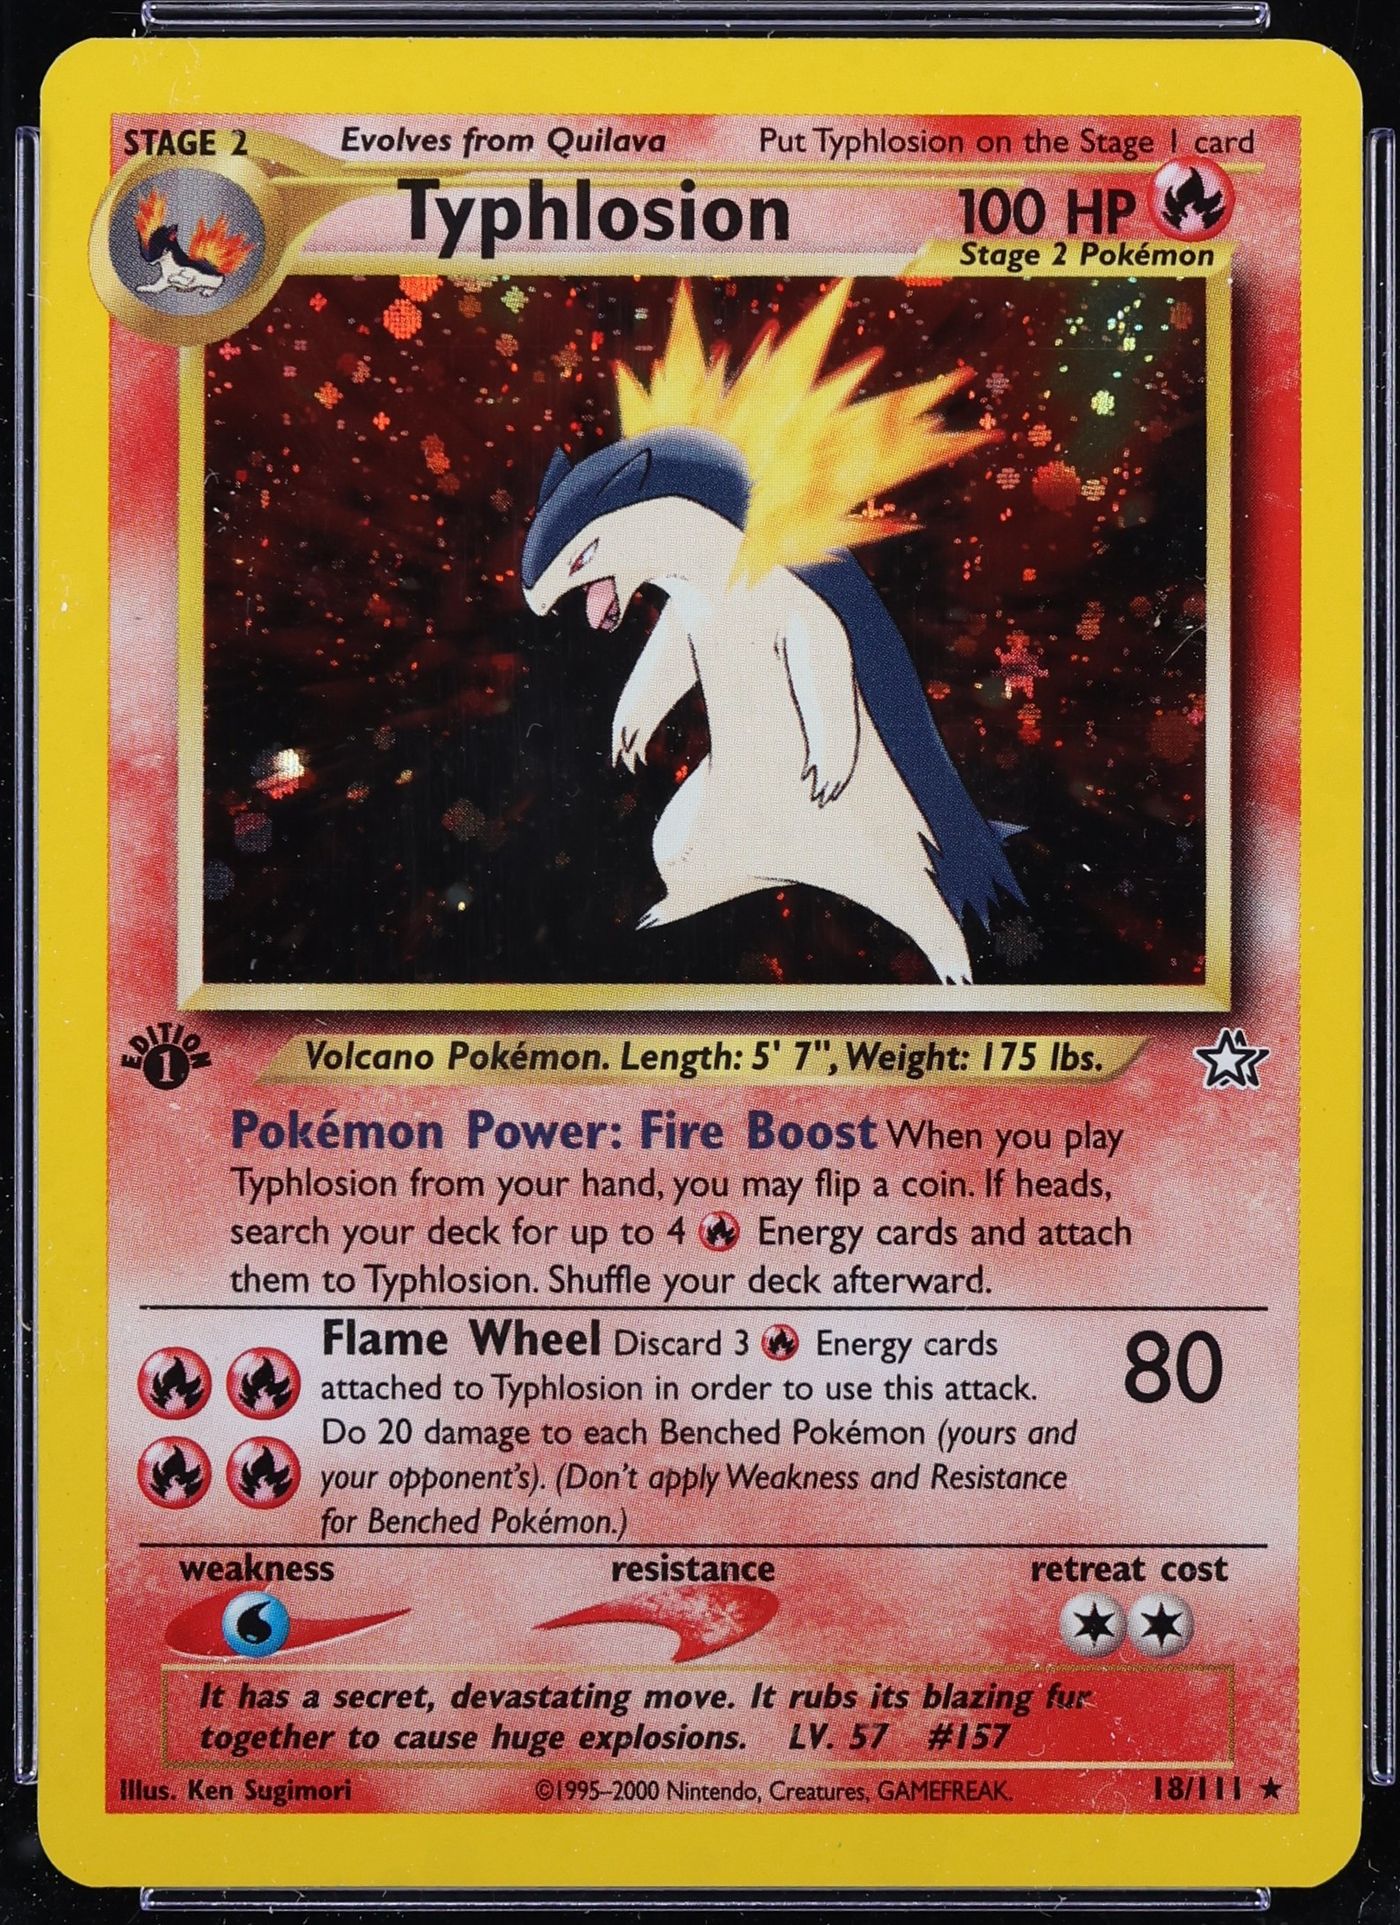 STAGE 2 Evolves from Quilava Put Typhlosion on the Stage 1 card
Typhlosion 100 HP
Stage 2 Pokémon
EDITION
1
Volcano Pokémon. Length: 5' 7", Weight: 175 lbs.
Pokémon Power: Fire Boost When you play
Typhlosion from your hand, you may flip a coin. If heads,
search your deck for up to 4 Energy cards and attach
them to Typhlosion. Shuffle your deck afterward.
Flame Wheel Discard 3 Energy cards 80
attached to Typhlosion in order to use this attack.
Do 20 damage to each Benched Pokémon (yours and
your opponent's). (Don't apply Weakness and Resistance
for Benched Pokémon.)
weakness resistance retreat cost
It has a secret, devastating move. It rubs its blazing fur
together to cause huge explosions. LV. 57 #157
Illus. Ken Sugimori ©1995-2000 Nintendo, Creatures, GAMEFREAK. 18/111 ★